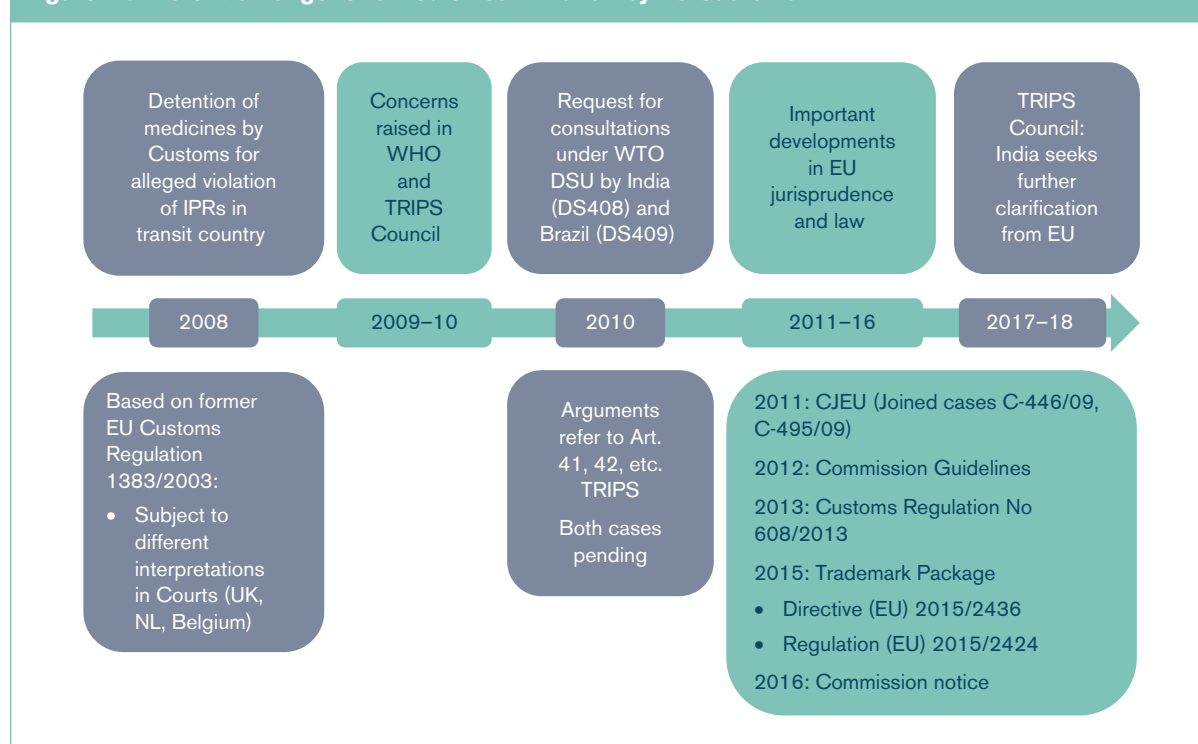 Detention of
medicines by
Customs for
alleged violation
of IPRs in
transit country
Concerns
raised in
WHO
and
TRIPS
Council
Request for
consultations
under WTO
DSU by India
(DS408) and
Brazil (DS409)
Important
developments
in EU
jurisprudence
and law
TRIPS
Council:
India seeks
further
clarification
from EU
2008
2009–10
2010
2011–16
2017–18
Based on former
EU Customs
Regulation
1383/2003:
• Subject to
different
interpretations
in Courts (UK,
NL, Belgium)
Arguments
refer to Art.
41, 42, etc.
TRIPS
Both cases
pending
2011: CJEU (Joined cases C-446/09,
C-495/09)
2012: Commission Guidelines
2013: Customs Regulation No
608/2013
2015: Trademark Package
• Directive (EU) 2015/2436
• Regulation (EU) 2015/2424
2016: Commission notice